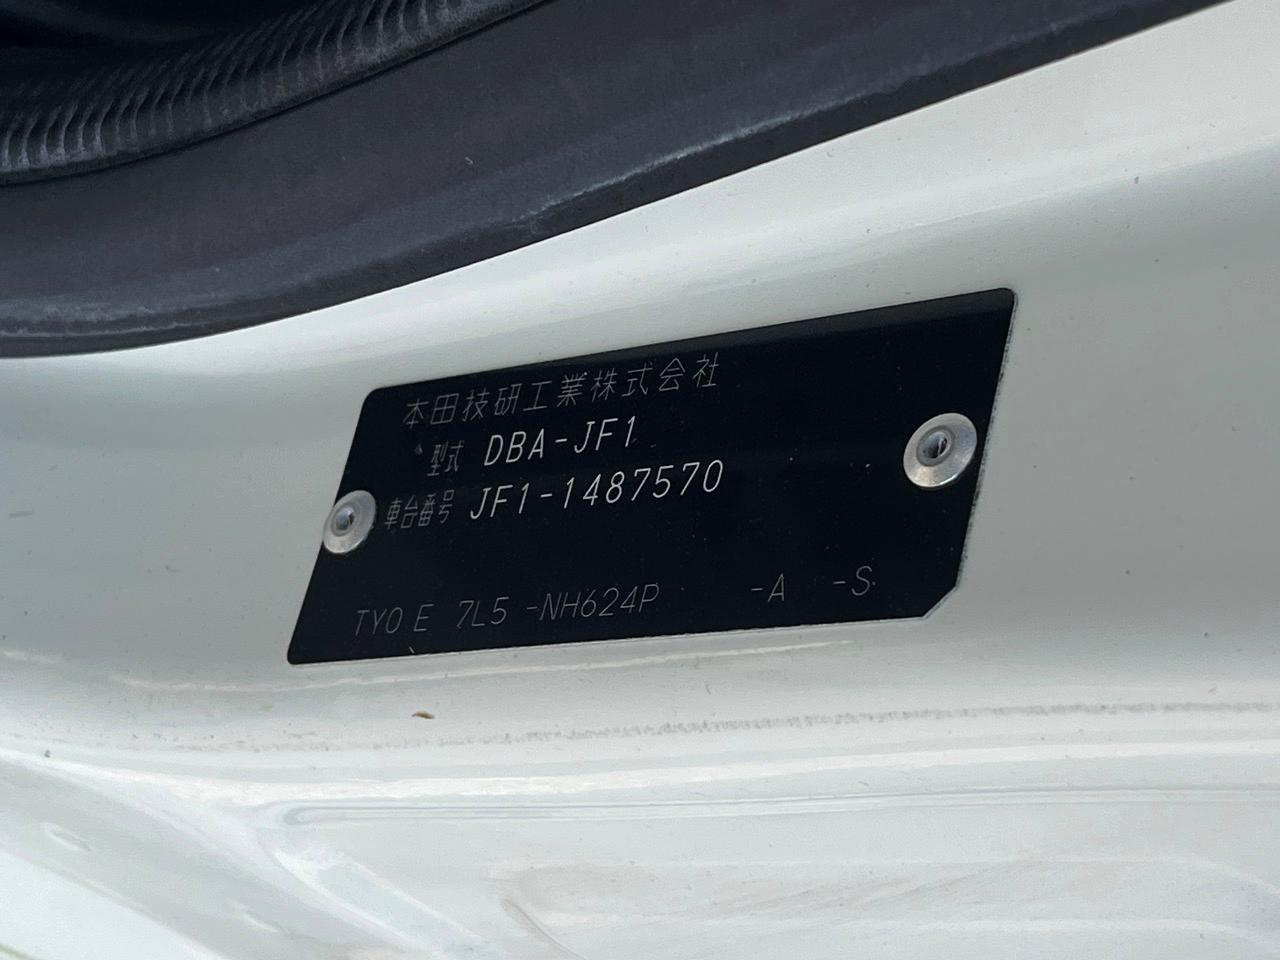 本田技研工業株式会社
型式 DBA-JF1
車台番号 JF1-1487570
TYO E 7L5 -NH624P -A -S